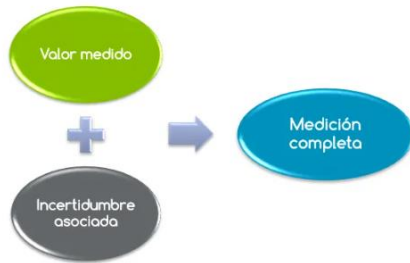 Valor medido
Incertidumbre
asociada
Medición
completa